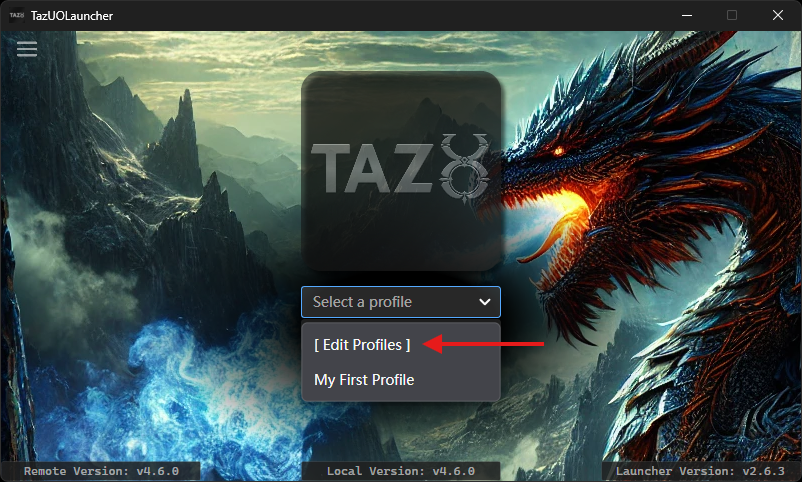 TazUOLauncher
TAZ
Select a profile
[ Edit Profiles ]
My First Profile
Remote Version: v4.6.0
Local Version: v4.6.0
Launcher Version: v2.6.3